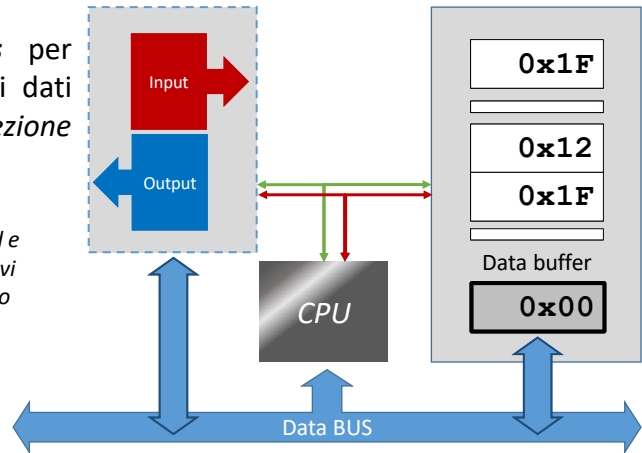 s per
i dati
ezione
e
vi
o
Input
Output
CPU
0x1F
0x12
0x1F
Data buffer
0x00
Data BUS